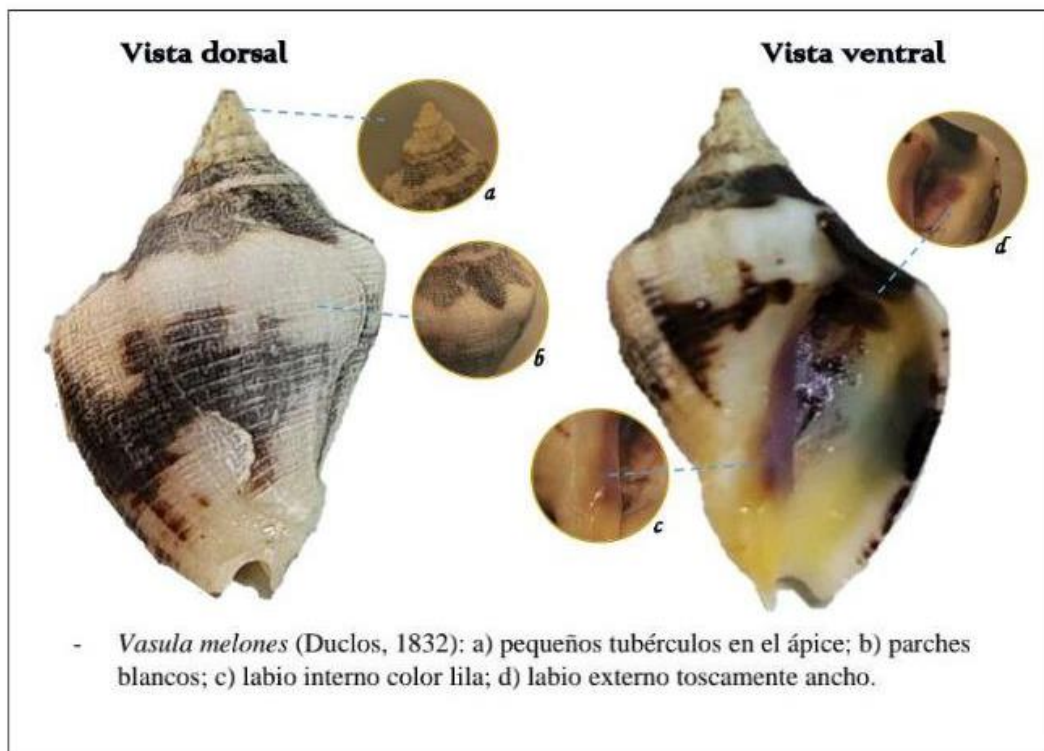 Vista dorsal
Vista ventral
a
d
b
c
- Vasula melones (Duclos, 1832): a) pequeños tubérculos en el ápice; b) parches
blancos; c) labio interno color lila; d) labio externo toscamente ancho.